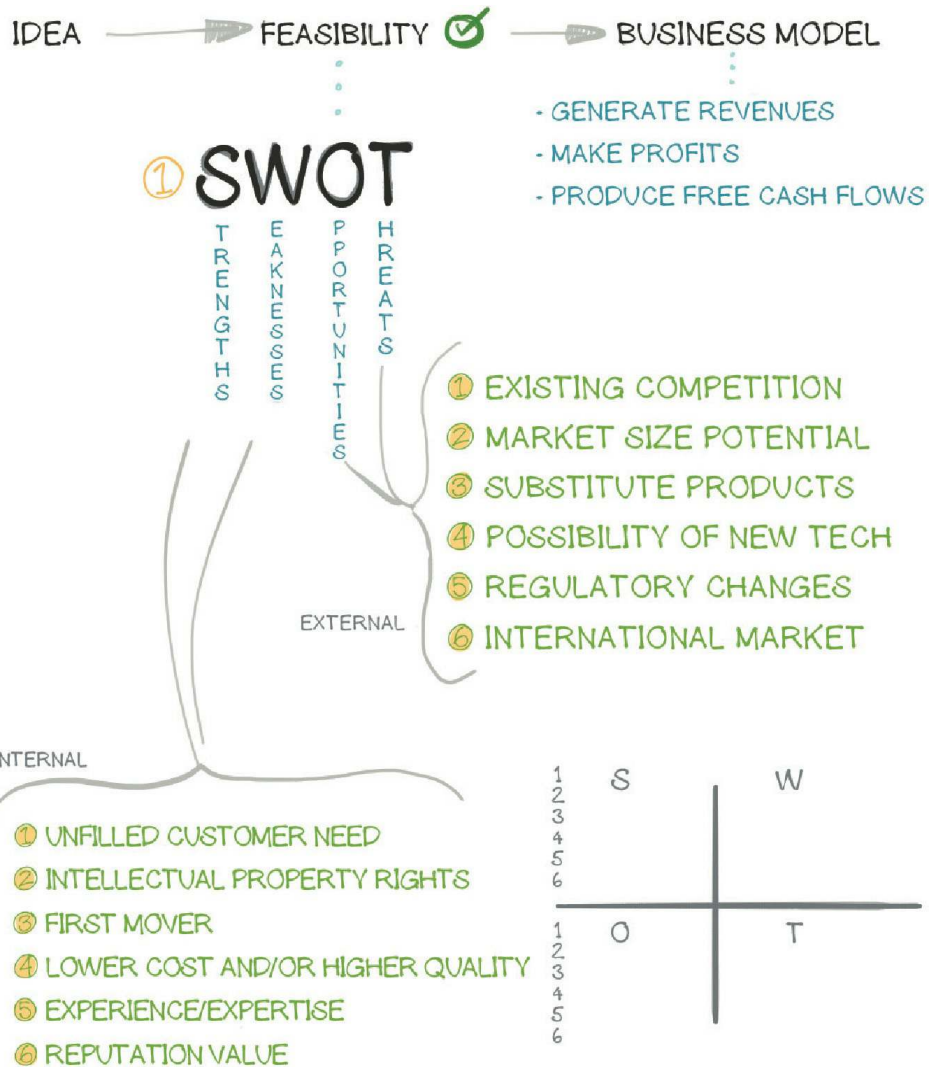 IDEA FEASIBILITY BUSINESS MODEL
- GENERATE REVENUES
- MAKE PROFITS
- PRODUCE FREE CASH FLOWS
1 SWOT
TRENGTHS
EAKNESSES
PPORTUNITIES
HREATS
EXTERNAL
1 EXISTING COMPETITION
2 MARKET SIZE POTENTIAL
3 SUBSTITUTE PRODUCTS
4 POSSIBILITY OF NEW TECH
5 REGULATORY CHANGES
6 INTERNATIONAL MARKET
NTERNAL
1 UNFILLED CUSTOMER NEED
2 INTELLECTUAL PROPERTY RIGHTS
3 FIRST MOVER
4 LOWER COST AND/OR HIGHER QUALITY
5 EXPERIENCE/EXPERTISE
6 REPUTATION VALUE
1 S W
2
3
4
5
6
1 O T
2
3
4
5
6